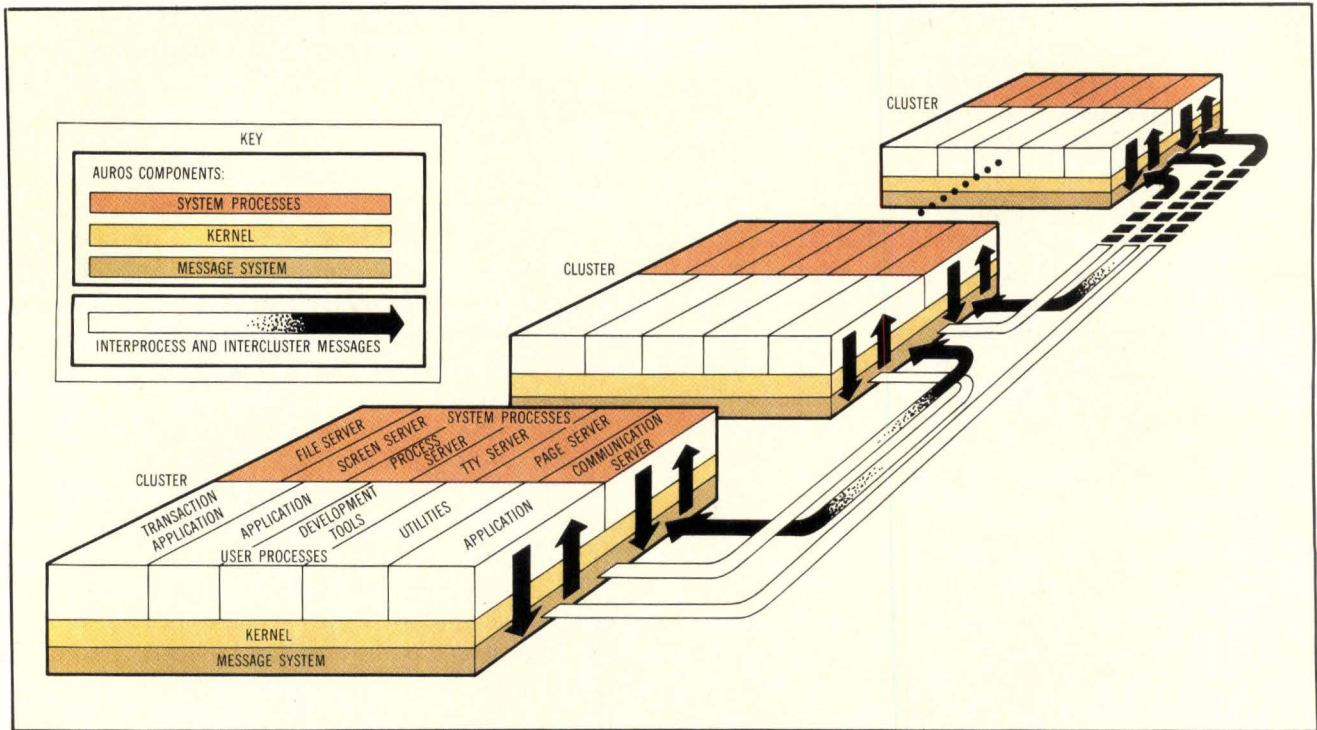 KEY
AUROS COMPONENTS:
SYSTEM PROCESSES
KERNEL
MESSAGE SYSTEM
INTERPROCESS AND INTERCLUSTER MESSAGES
CLUSTER
CLUSTER
CLUSTER
SYSTEM PROCESSES
FILE SERVER
SCREEN SERVER
PROCESS
SERVER
TTY SERVER
PAGE SERVER
COMMUNICATION
SERVER
TRANSACTION
APPLICATION
APPLICATION
DEVELOPMENT
TOOLS
UTILITIES
APPLICATION
USER PROCESSES
KERNEL
MESSAGE SYSTEM